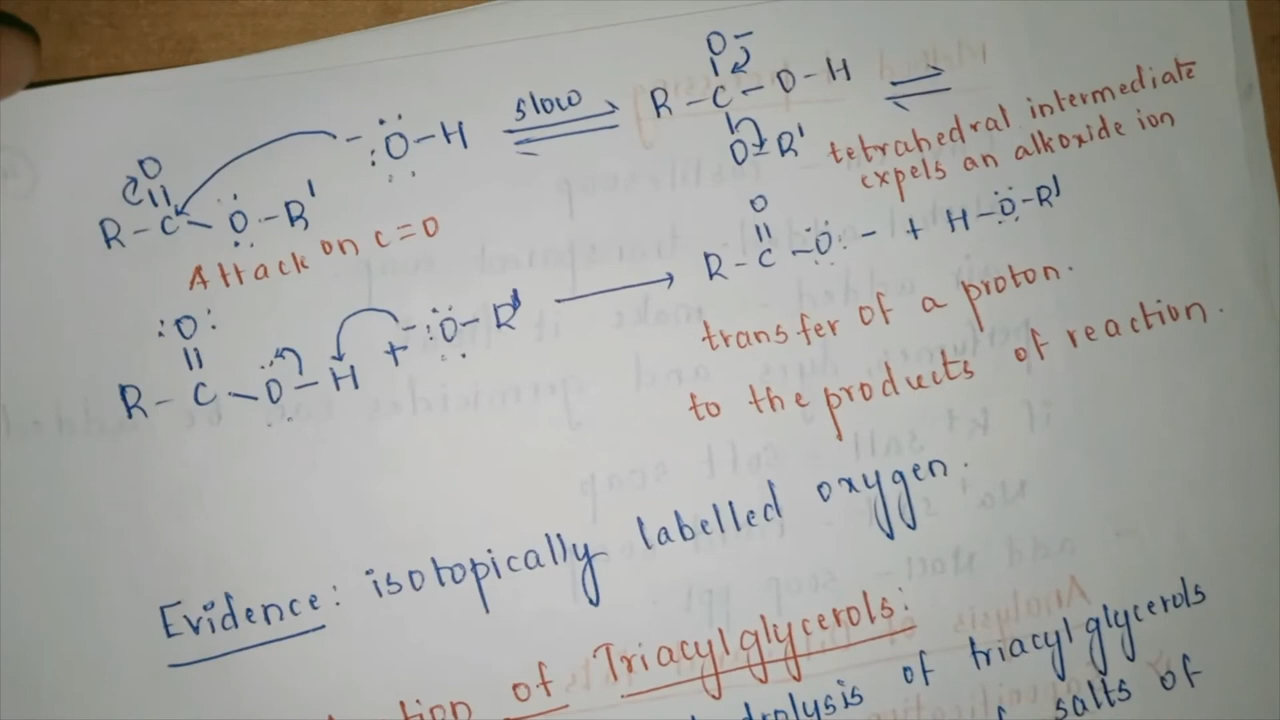 slow
O-
R-C-O-H
O-R'
tetrahedral intermediate
expels an alkoxide ion
-:O-H
O
R-C-O-R'
Attack on c=O
:O:
R-C-O-H + -:O-R'
O
R-C-O:- + H-O-R'
transfer of a proton.
to the products of reaction.
Evidence: isotopically labelled oxygen.
of Triacylglycerols:
of triacylglycerols
salts of